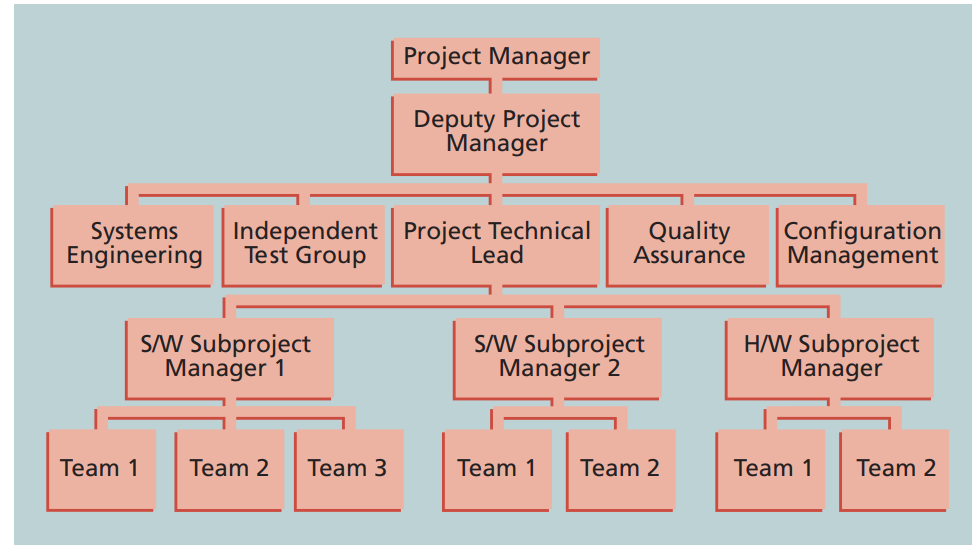 Project Manager
Deputy Project
Manager
Systems
Engineering
Independent
Test Group
Project Technical
Lead
Quality
Assurance
Configuration
Management
S/W Subproject
Manager 1
S/W Subproject
Manager 2
H/W Subproject
Manager
Team 1
Team 2
Team 3
Team 1
Team 2
Team 1
Team 2